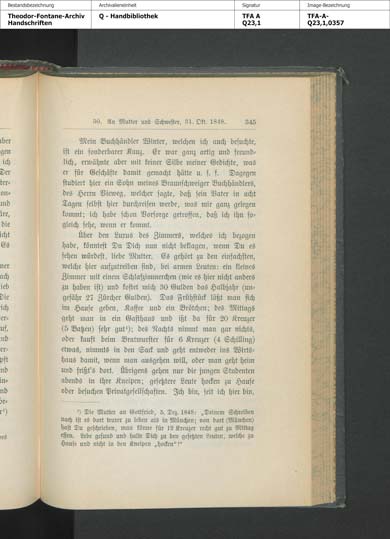 Bestandsbezeichnung
Theodor-Fontane-Archiv
Handschriften
Archivalieneinheit
Q - Handbibliothek
Signatur
TFA A
Q23,1
Image-Bezeichnung
TFA-A-
Q23,1,0357
50. An Mutter und Schwester, 31. Okt. 1848. 345
Mein Buchhändler Winter, welchen ich auch besuchte,
ist ein sonderbarer Kauz. Er war ganz artig und freund-
lich, erwähnte aber mit keiner Silbe meiner Gedichte, was
er für Geschäfte damit gemacht hätte u. s. f. Dagegen
studiert hier ein Sohn meines Braunschweiger Buchhändlers,
des Herrn Vieweg, welcher sagte, daß sein Vater in acht
Tagen selbst hier durchreisen werde, was mir ganz gelegen
kommt; ich habe schon Vorsorge getroffen, daß ich ihn so-
gleich sehe, wenn er kommt.
Über den Luxus des Zimmers, welches ich bezogen
habe, könntest Du Dich nun nicht beklagen, wenn Du es
sehen würdest, liebe Mutter. Es gehört zu den einfachsten,
welche hier aufzutreiben sind, bei armen Leuten: ein kleines
Zimmer mit einem Schlafzimmerchen (wie es hier nicht anders
zu haben ist) und kostet mich 30 Gulden das Halbjahr (un-
gefähr 27 Zürcher Gulden). Das Frühstück läßt man sich
im Hause geben, Kaffee und ein Brötchen; des Mittags
geht man in ein Gasthaus und ißt da für 20 Kreuzer
(5 Batzen) sehr gut¹); des Nachts nimmt man gar nichts,
oder kauft beim Bratwurster für 6 Kreuzer (4 Schilling)
etwas, nimmts in den Sack und geht entweder ins Wirts-
haus damit, wenn man ausgehen will, oder man geht heim
und frißt's dort. Übrigens gehen nur die jungen Studenten
abends in ihre Kneipen; gesetztere Leute hocken zu Hause
oder besuchen Privatgesellschaften. Ich bin, seit ich hier bin,
¹) Die Mutter an Gottfried, 5. Dez. 1848: „Deinem Schreiben
nach ist es dort teurer zu leben als in München; von dort (München)
hast Du geschrieben, man könne für 12 Kreuzer recht gut zu Mittag
essen. Lebe gesund und halte Dich zu den gesetzten Leuten, welche zu
Hause und nicht in den Kneipen „hocken“!“